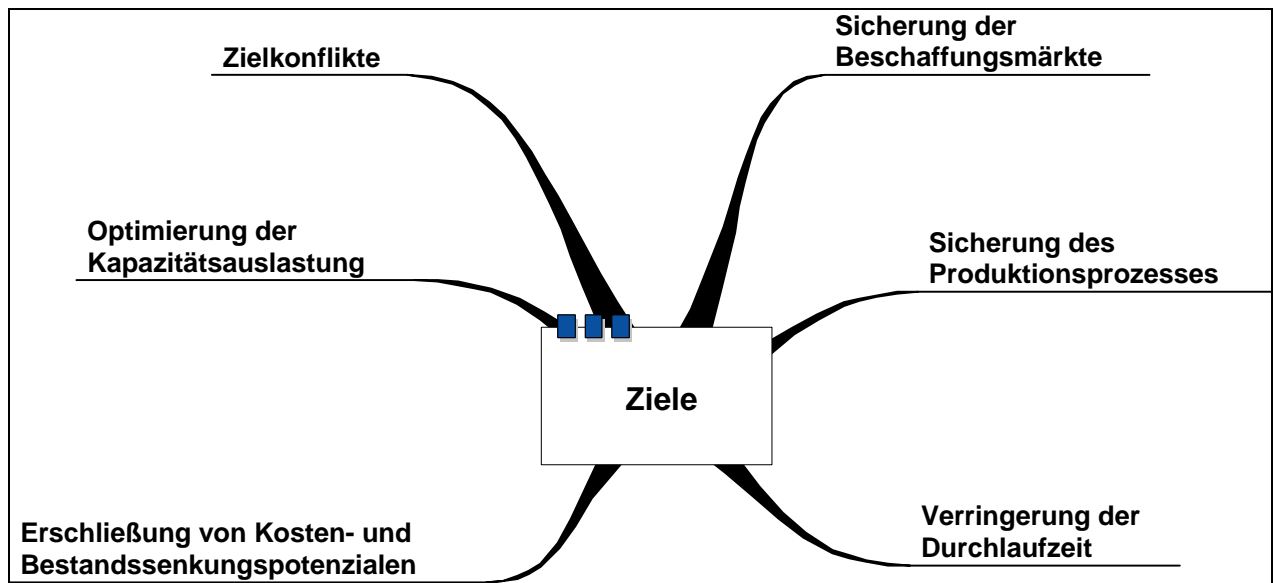 Zielkonflikte
Sicherung der
Beschaffungsmärkte
Optimierung der
Kapazitätsauslastung
Sicherung des
Produktionsprozesses
Ziele
Erschließung von Kosten- und
Bestandssenkungspotenzialen
Verringerung der
Durchlaufzeit